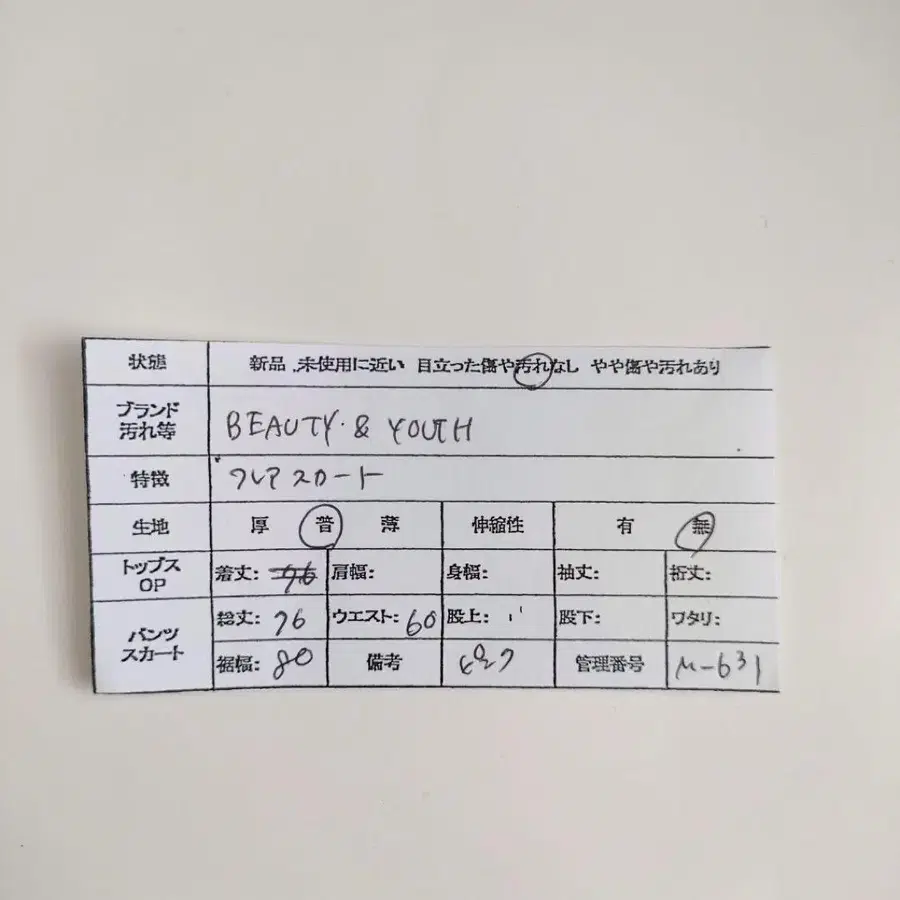 状態 新品 未使用に近い 目立った傷や汚れなし やや傷や汚れあり
ブランド
汚れ等 BEAUTY & YOUTH
特徴 フレアスカート
生地 厚 普 薄 伸縮性 有 無
トップス
OP 着丈: 76 肩幅: 身幅: 袖丈: 裄丈:
パンツ
スカート 総丈: 76 ウエスト: 60 股上: 股下: ワタリ:
裾幅: 80 備考 管理番号 M-631